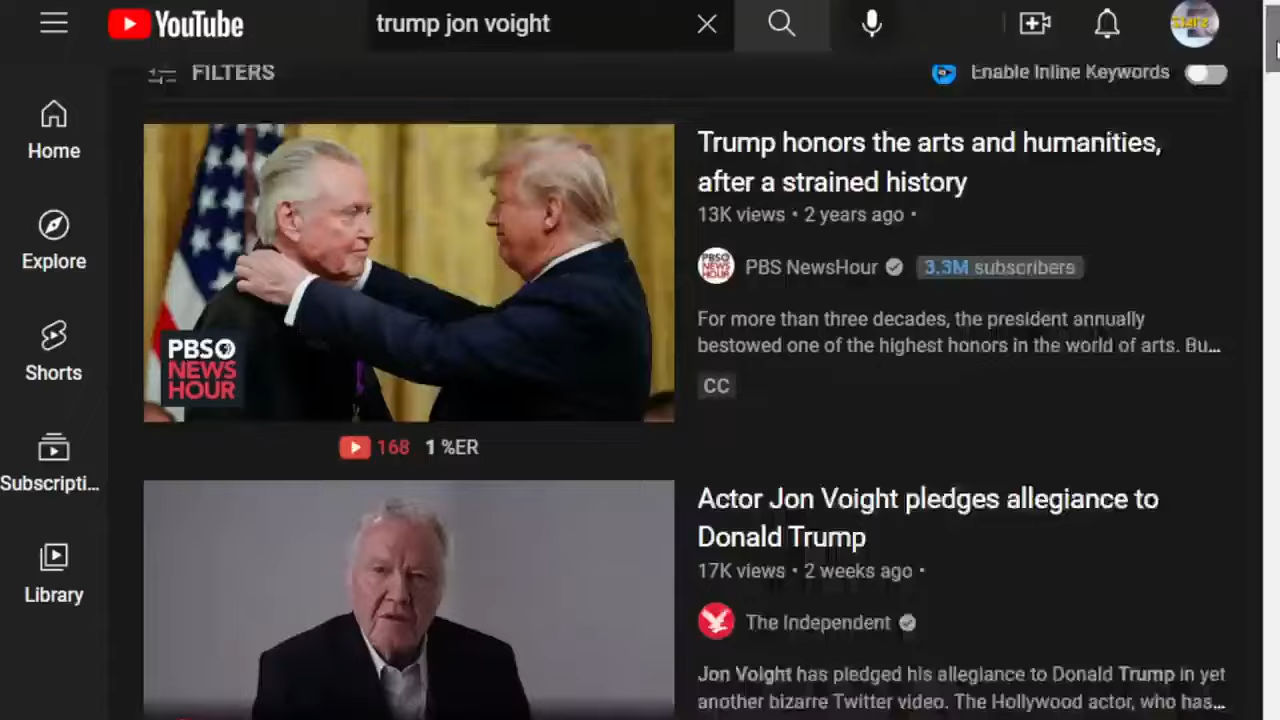 YouTube
trump jon voight
FILTERS
Enable Inline Keywords
Home
Explore
Shorts
Subscripti...
Library
PBS
NEWS
HOUR
168 1 %ER
Trump honors the arts and humanities,
after a strained history
13K views • 2 years ago •
PBS NEWS HOUR
PBS NewsHour
3.3M subscribers
For more than three decades, the president annually
bestowed one of the highest honors in the world of arts. Bu...
CC
Actor Jon Voight pledges allegiance to
Donald Trump
17K views • 2 weeks ago •
The Independent
Jon Voight has pledged his allegiance to Donald Trump in yet
another bizarre Twitter video. The Hollywood actor, who has...